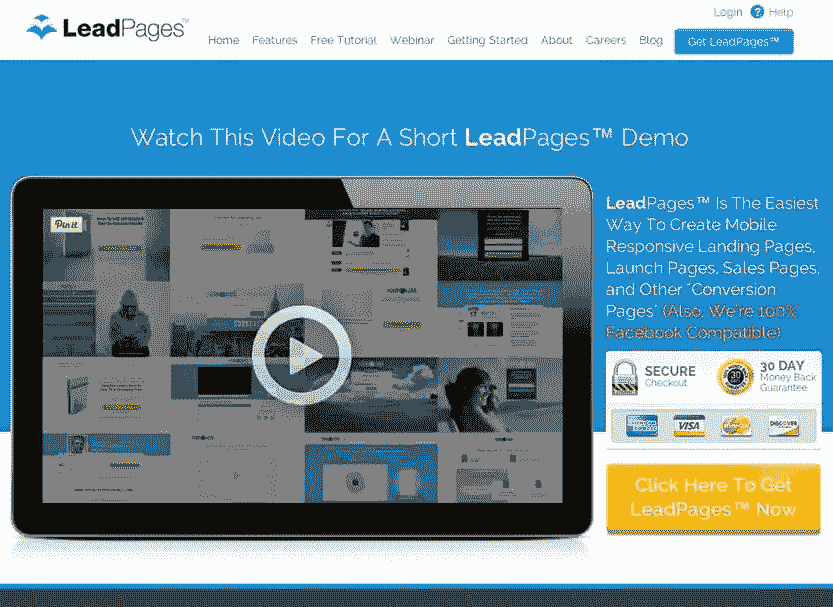 Login ? Help
LeadPages™
Home Features Free Tutorial Webinar Getting Started About Careers Blog Get LeadPages™
Watch This Video For A Short LeadPages™ Demo
Pin it
LeadPages™ Is The Easiest
Way To Create Mobile
Responsive Landing Pages,
Launch Pages, Sales Pages,
and Other "Conversion
Pages" (Also, We're 100%
Facebook Compatible)
SECURE
Checkout
30
30 DAY
Money Back
Guarantee
VISA
DISCOVER
Click Here To Get
LeadPages™ Now